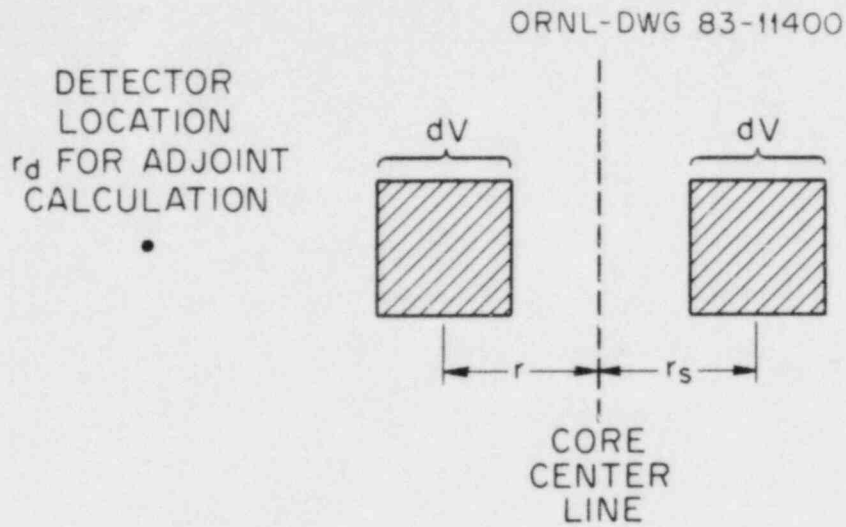 ORNL-DWG 83-11400
DETECTOR
LOCATION
rd FOR ADJOINT
CALCULATION
dV
dV
r
rs
CORE
CENTER
LINE